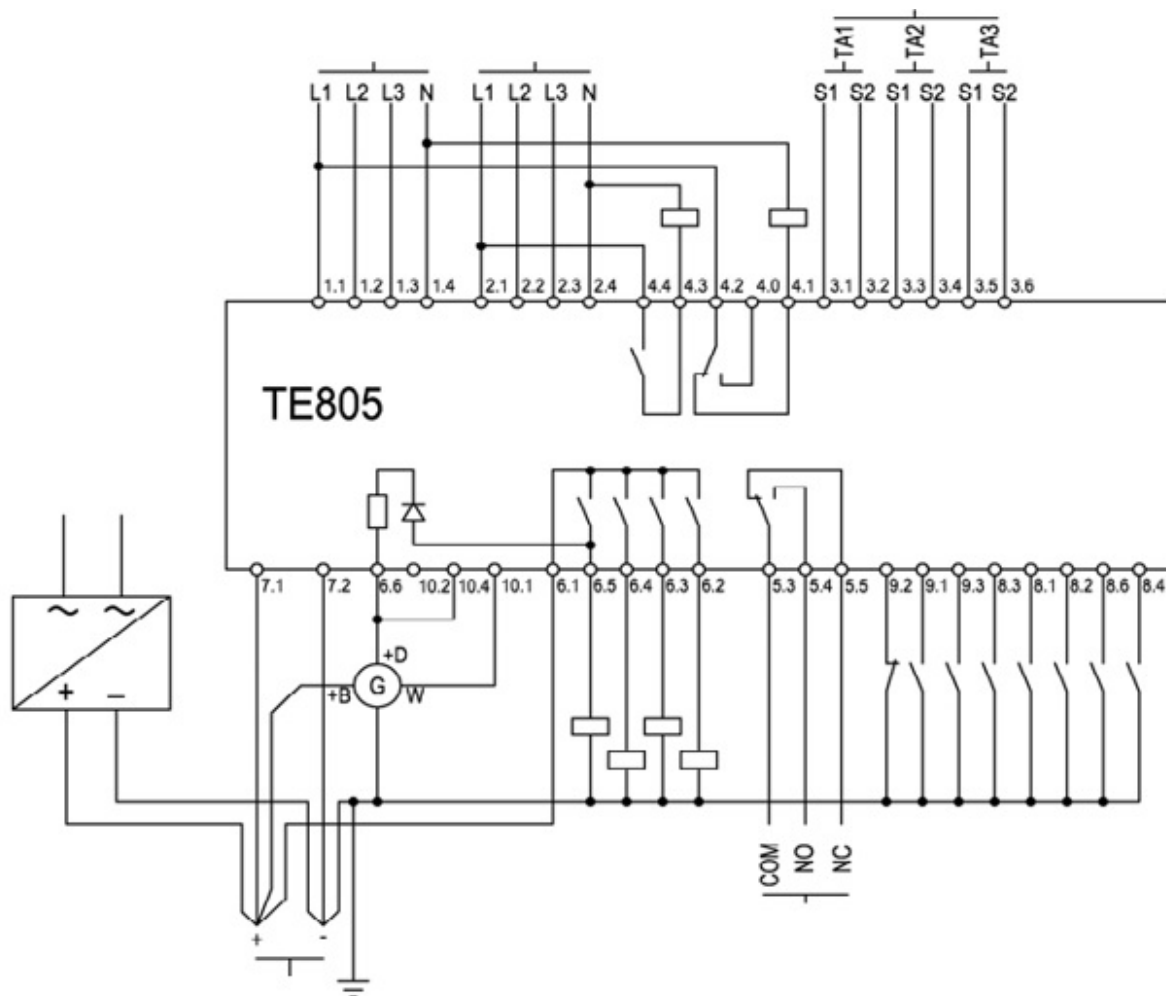 TA1 TA2 TA3
L1 L2 L3 N L1 L2 L3 N S1 S2 S1 S2 S1 S2
1.1 1.2 1.3 1.4 2.1 2.2 2.3 2.4 4.4 4.3 4.2 4.0 4.1 3.1 3.2 3.3 3.4 3.5 3.6
TE805
7.1 7.2 6.6 10.2 10.4 10.1 6.1 6.5 6.4 6.3 6.2 5.3 5.4 5.5 9.2 9.1 9.3 8.3 8.1 8.2 8.6 8.4
~ ~
+D
+ – +B G W
COM NO NC
+ -